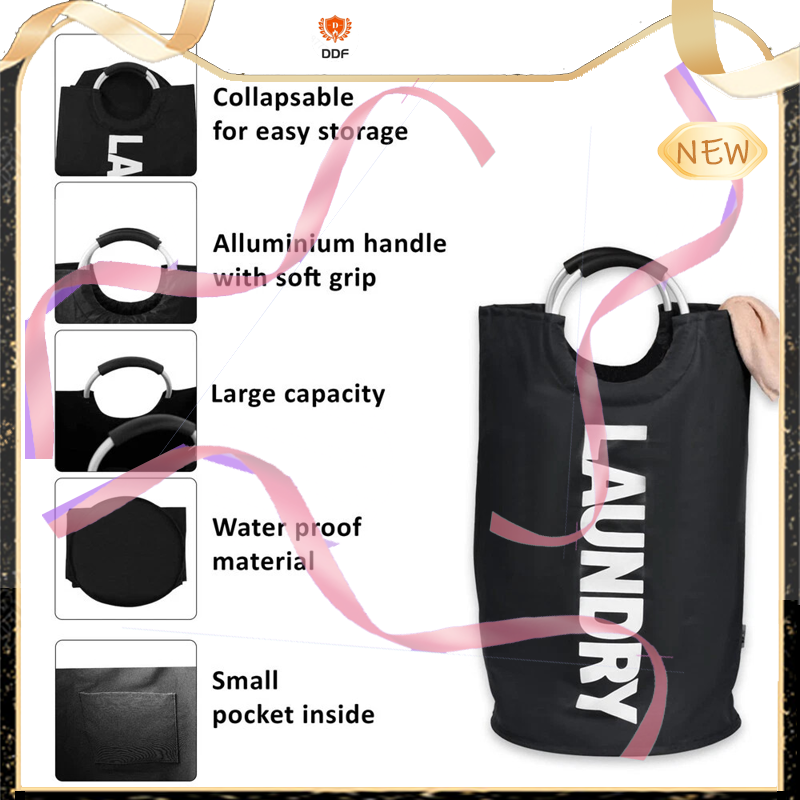 DDF
NEW
Collapsable
for easy storage
LA
Alluminium handle
with soft grip
Large capacity
Water proof
material
Small
pocket inside
LAUNDRY